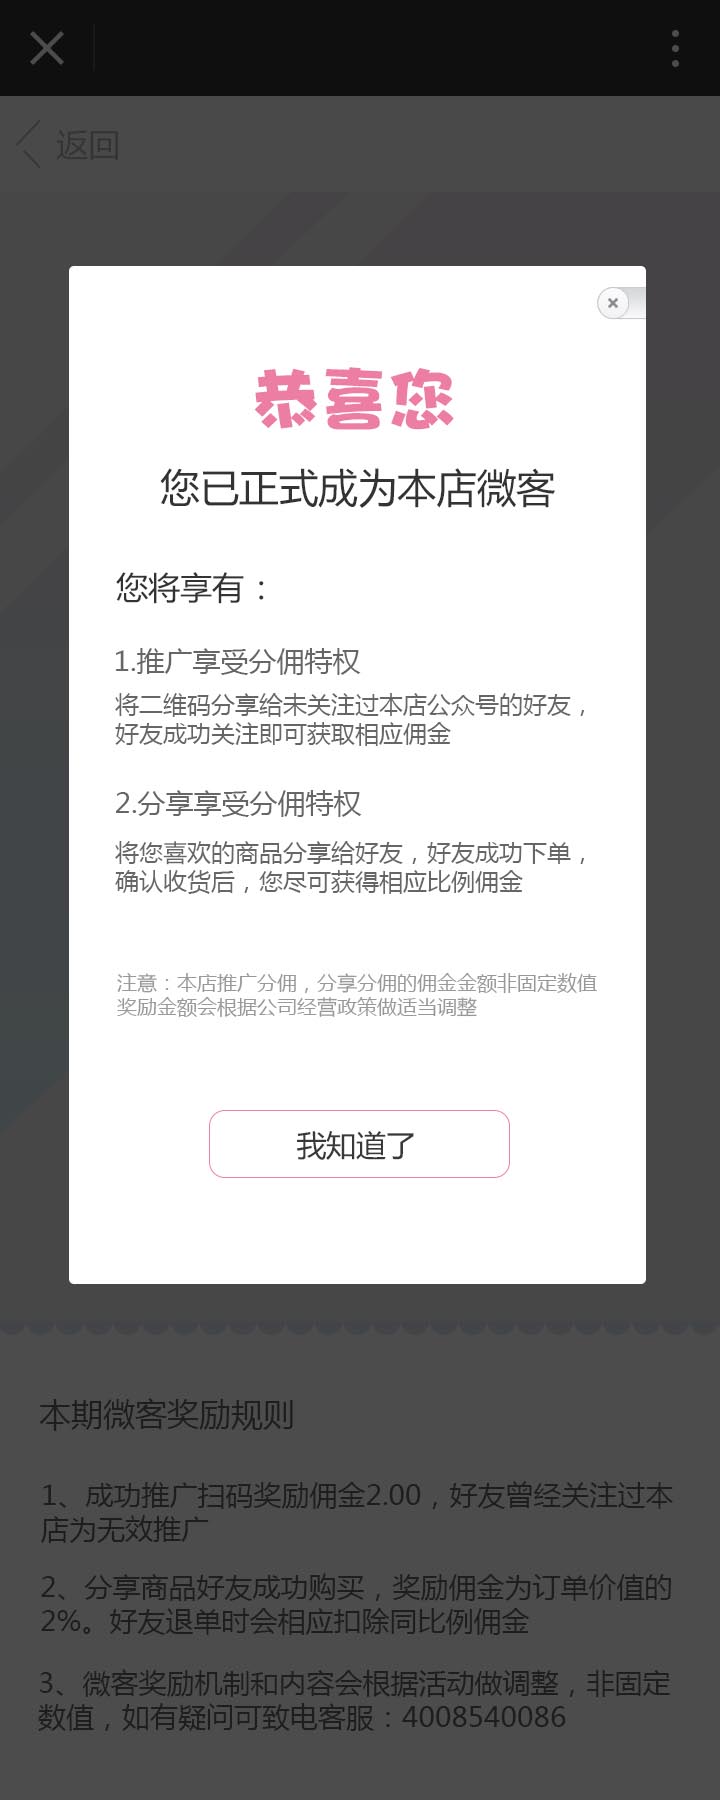 返回
恭喜您
您已正式成为本店微客
您将享有：
1.推广享受分佣特权
将二维码分享给未关注过本店公众号的好友，
好友成功关注即可获取相应佣金
2.分享享受分佣特权
将您喜欢的商品分享给好友，好友成功下单，
确认收货后，您尽可获得相应比例佣金
注意：本店推广分佣，分享分佣的佣金金额非固定数值
奖励金额会根据公司经营政策做适当调整
我知道了
本期微客奖励规则
1、成功推广扫码奖励佣金2.00，好友曾经关注过本
店为无效推广
2、分享商品好友成功购买，奖励佣金为订单价值的
2%。好友退单时会相应扣除同比例佣金
3、微客奖励机制和内容会根据活动做调整，非固定
数值，如有疑问可致电客服：4008540086